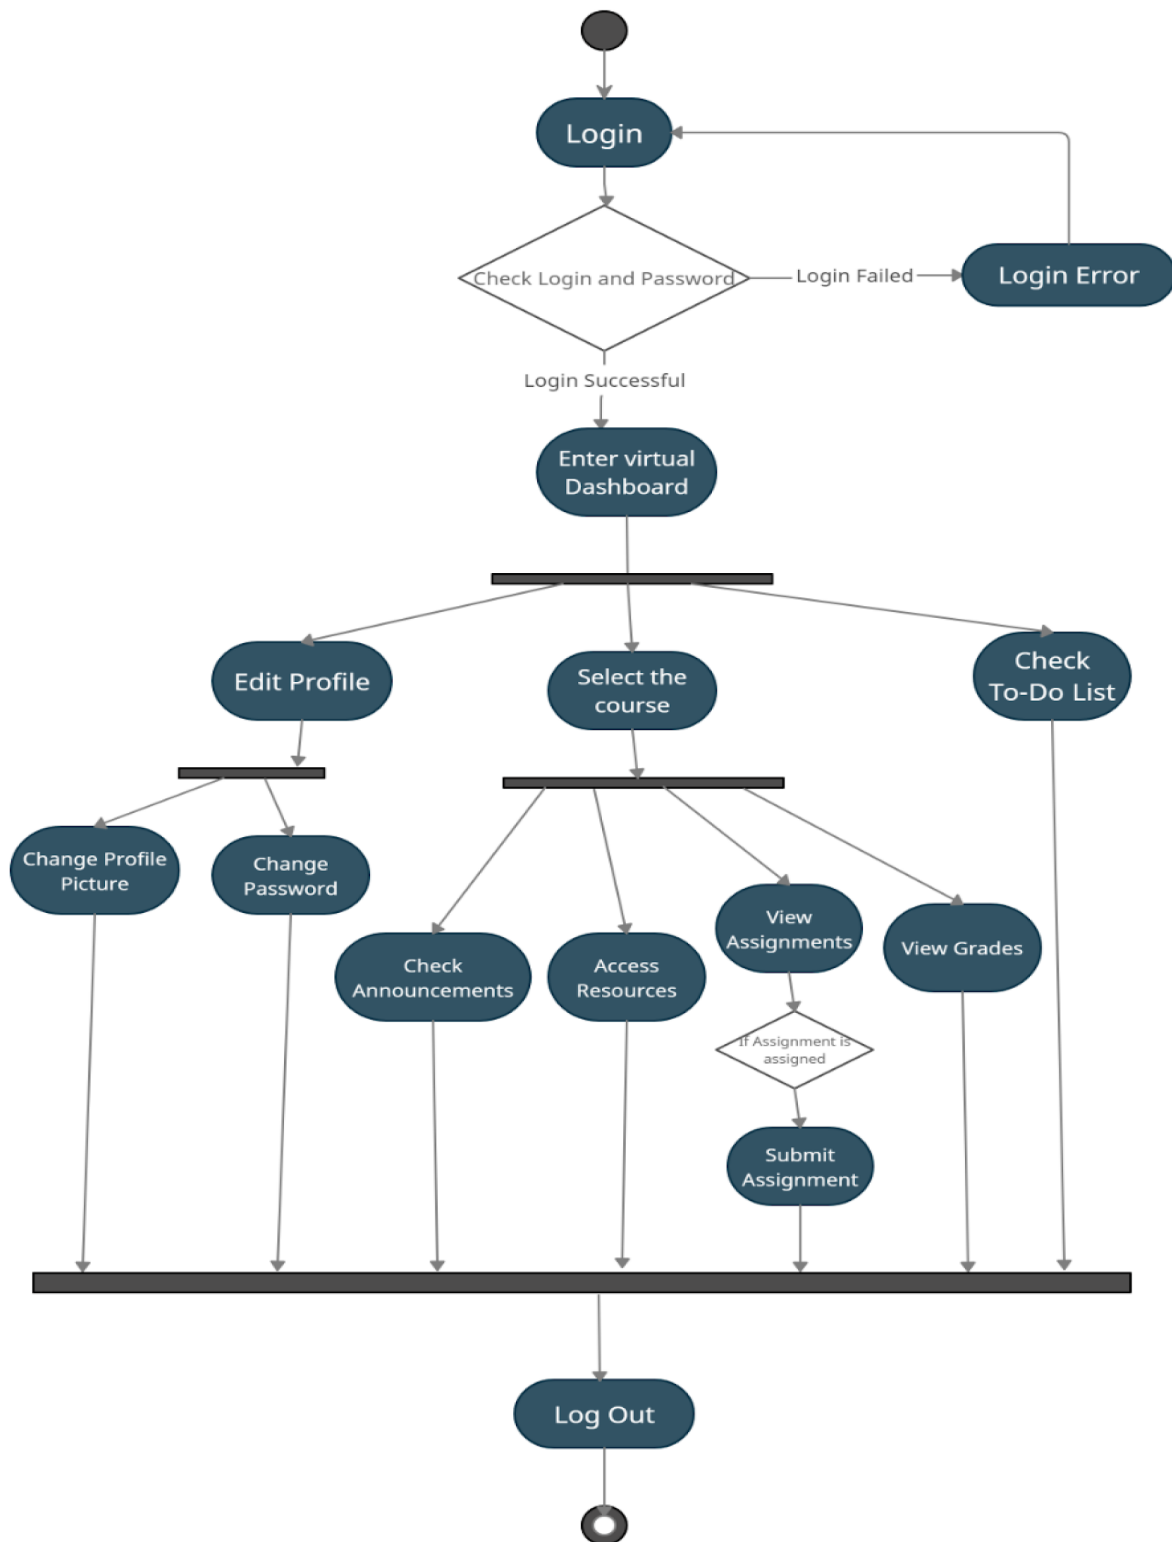 Login
Check Login and Password
Login Failed
Login Error
Login Successful
Enter virtual
Dashboard
Edit Profile
Select the
course
Check
To-Do List
Change Profile
Picture
Change
Password
Check
Announcements
Access
Resources
View
Assignments
View Grades
If Assignment is
assigned
Submit
Assignment
Log Out